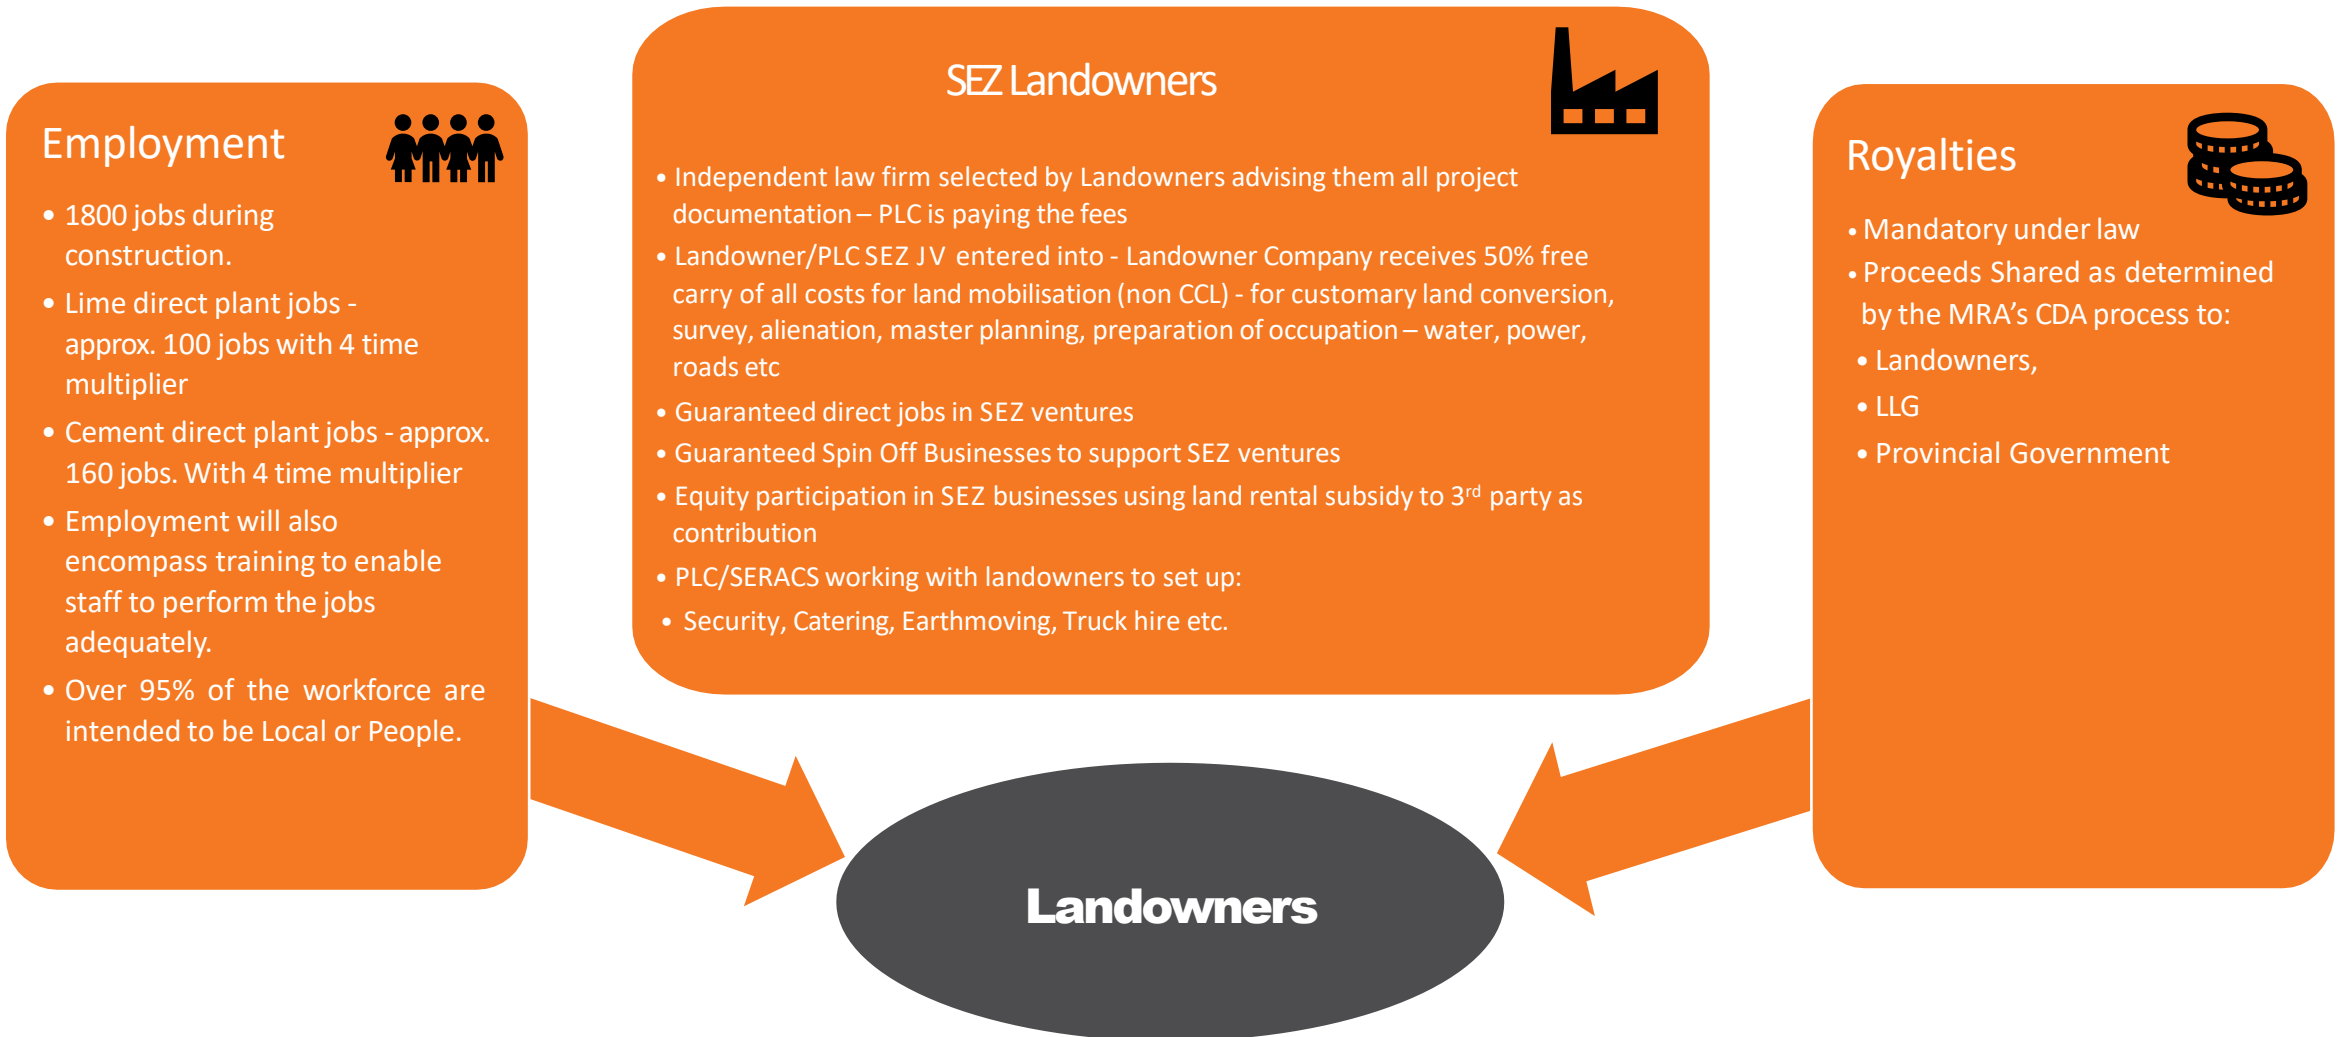 Employment
• 1800 jobs during
construction.
• Lime direct plant jobs -
approx. 100 jobs with 4 time
multiplier
• Cement direct plant jobs - approx.
160 jobs. With 4 time multiplier
• Employment will also
encompass training to enable
staff to perform the jobs
adequately.
• Over 95% of the workforce are
intended to be Local or People.
SEZ Landowners
• Independent law firm selected by Landowners advising them all project
documentation – PLC is paying the fees
• Landowner/PLC SEZ JV entered into - Landowner Company receives 50% free
carry of all costs for land mobilisation (non CCL) - for customary land conversion,
survey, alienation, master planning, preparation of occupation – water, power,
roads etc
• Guaranteed direct jobs in SEZ ventures
• Guaranteed Spin Off Businesses to support SEZ ventures
• Equity participation in SEZ businesses using land rental subsidy to 3rd party as
contribution
• PLC/SERACS working with landowners to set up:
• Security, Catering, Earthmoving, Truck hire etc.
Royalties
• Mandatory under law
• Proceeds Shared as determined
by the MRA’s CDA process to:
• Landowners,
• LLG
• Provincial Government
Landowners